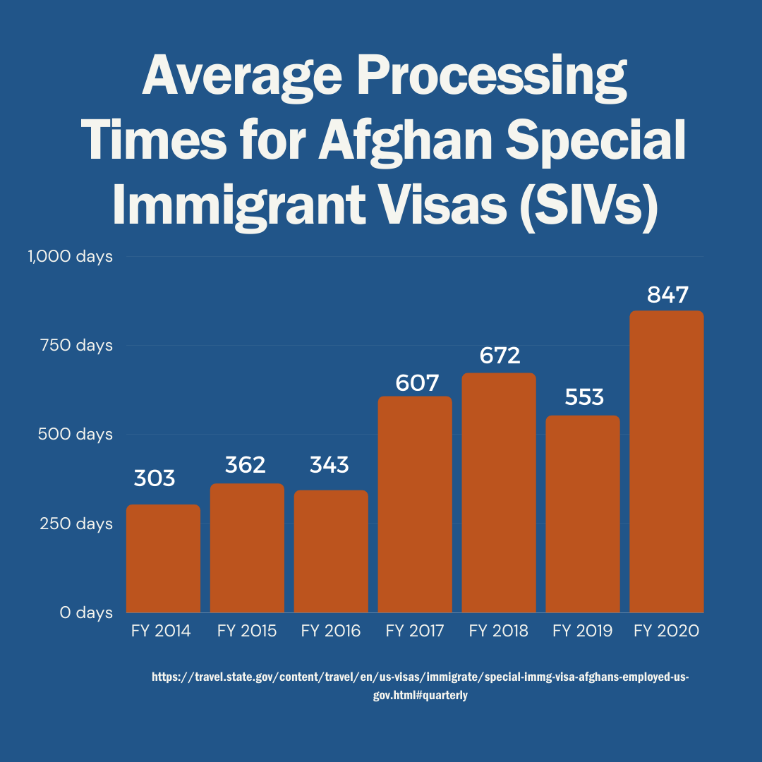 Average Processing
Times for Afghan Special
Immigrant Visas (SIVs)
1,000 days
847
750 days
672
607
553
500 days
362
343
303
250 days
0 days
FY 2014 FY 2015 FY 2016 FY 2017 FY 2018 FY 2019 FY 2020
https://travel.state.gov/content/travel/en/us-visas/immigrate/special-immg-visa-afghans-employed-us-
gov.html#quarterly